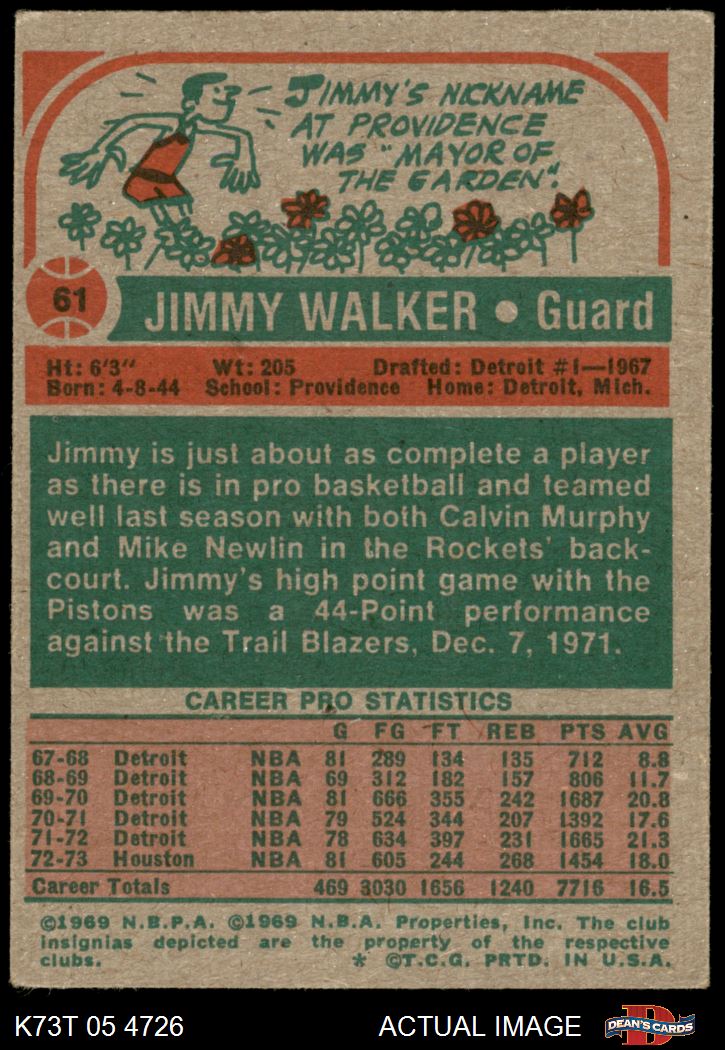 JIMMY'S NICKNAME
AT PROVIDENCE
WAS "MAYOR OF
THE GARDEN".
61
JIMMY WALKER • Guard
Ht: 6'3" Wt: 205 Drafted: Detroit #1—1967
Born: 4-8-44 School: Providence Home: Detroit, Mich.
Jimmy is just about as complete a player
as there is in pro basketball and teamed
well last season with both Calvin Murphy
and Mike Newlin in the Rockets' back-
court. Jimmy's high point game with the
Pistons was a 44-Point performance
against the Trail Blazers, Dec. 7, 1971.
CAREER PRO STATISTICS
G FG FT REB PTS AVG
67-68 Detroit NBA 81 289 134 135 712 8.8
68-69 Detroit NBA 69 312 182 157 806 11.7
69-70 Detroit NBA 81 666 355 242 1687 20.8
70-71 Detroit NBA 79 524 344 207 1392 17.6
71-72 Detroit NBA 78 634 397 231 1665 21.3
72-73 Houston NBA 81 605 244 268 1454 18.0
Career Totals 469 3030 1656 1240 7716 16.5
©1969 N.B.P.A. ©1969 N.B.A. Properties, Inc. The club
insignias depicted are the property of the respective
clubs. * ©T.C.G. PRTD. IN U.S.A.
K73T 05 4726 ACTUAL IMAGE
D
DEAN'S CARDS